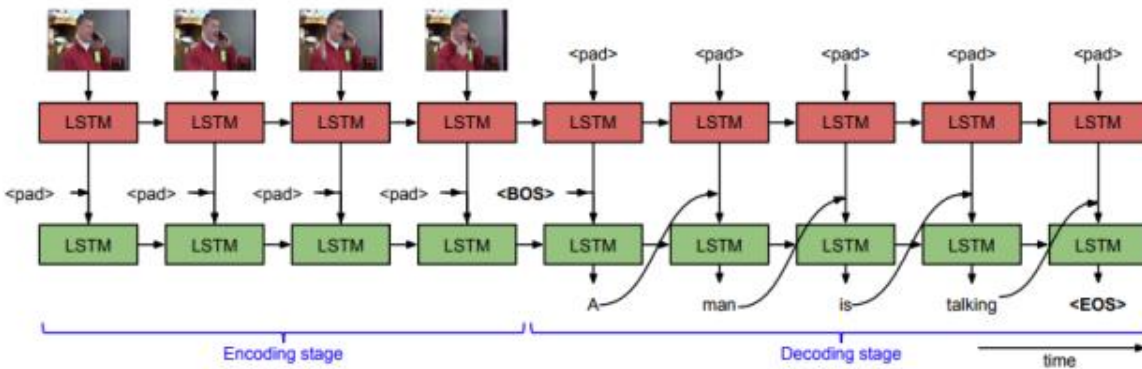 <pad> <pad> <pad> <pad> <pad>
LSTM LSTM LSTM LSTM LSTM LSTM LSTM LSTM LSTM
<pad> <pad> <pad> <pad> <BOS>
LSTM LSTM LSTM LSTM LSTM LSTM LSTM LSTM LSTM
A man is talking <EOS>
Encoding stage Decoding stage time